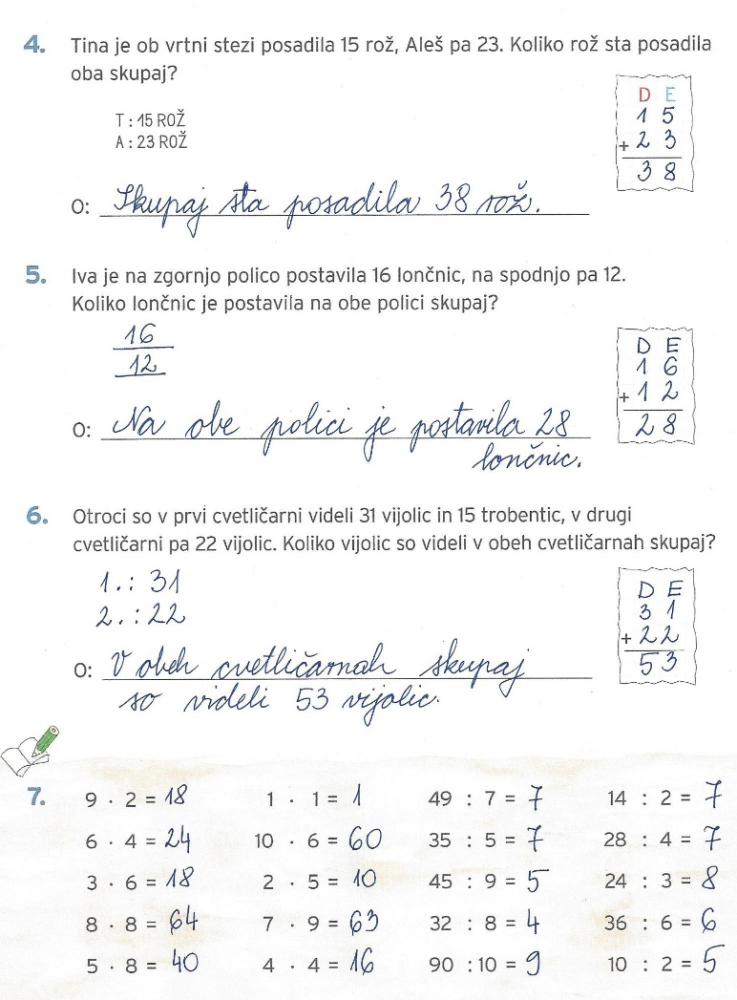 4. Tina je ob vrtni stezi posadila 15 rož, Aleš pa 23. Koliko rož sta posadila
oba skupaj?
D E
T : 15 ROŽ
1 5
A : 23 ROŽ
+ 2 3
3 8
O: Skupaj sta posadila 38 rož.
5. Iva je na zgornjo polico postavila 16 lončnic, na spodnjo pa 12.
Koliko lončnic je postavila na obe polici skupaj?
16
12
D E
1 6
+ 1 2
2 8
O: Na obe polici je postavila 28
lončnic.
6. Otroci so v prvi cvetličarni videli 31 vijolic in 15 trobentic, v drugi
cvetličarni pa 22 vijolic. Koliko vijolic so videli v obeh cvetličarnah skupaj?
1. : 31
2. : 22
D E
3 1
+ 2 2
5 3
O: V obeh cvetličarnah skupaj
so videli 53 vijolic.
7. 9 · 2 = 18 1 · 1 = 1 49 : 7 = 7 14 : 2 = 7
6 · 4 = 24 10 · 6 = 60 35 : 5 = 7 28 : 4 = 7
3 · 6 = 18 2 · 5 = 10 45 : 9 = 5 24 : 3 = 8
8 · 8 = 64 7 · 9 = 63 32 : 8 = 4 36 : 6 = 6
5 · 8 = 40 4 · 4 = 16 90 : 10 = 9 10 : 2 = 5